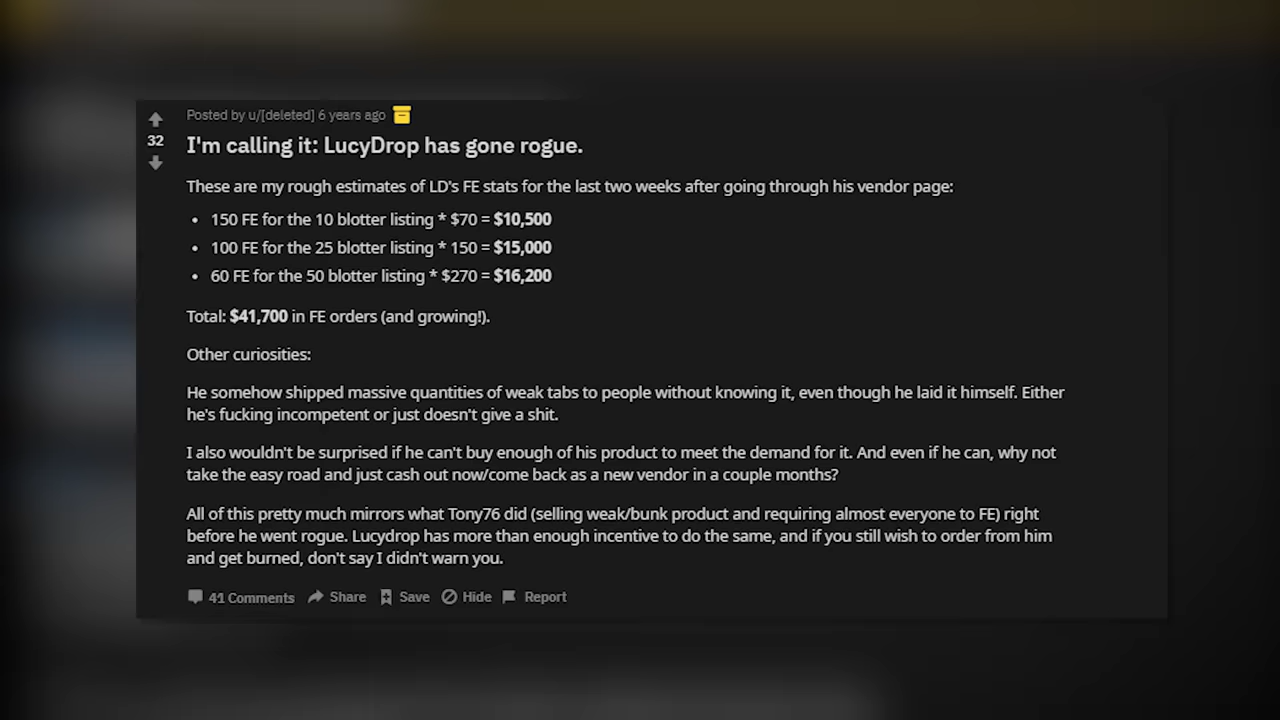 Posted by u/[deleted] 6 years ago
32
I'm calling it: LucyDrop has gone rogue.
These are my rough estimates of LD's FE stats for the last two weeks after going through his vendor page:
• 150 FE for the 10 blotter listing * $70 = $10,500
• 100 FE for the 25 blotter listing * 150 = $15,000
• 60 FE for the 50 blotter listing * $270 = $16,200
Total: $41,700 in FE orders (and growing!).
Other curiosities:
He somehow shipped massive quantities of weak tabs to people without knowing it, even though he laid it himself. Either
he's fucking incompetent or just doesn't give a shit.
I also wouldn't be surprised if he can't buy enough of his product to meet the demand for it. And even if he can, why not
take the easy road and just cash out now/come back as a new vendor in a couple months?
All of this pretty much mirrors what Tony76 did (selling weak/bunk product and requiring almost everyone to FE) right
before he went rogue. Lucydrop has more than enough incentive to do the same, and if you still wish to order from him
and get burned, don't say I didn't warn you.
41 Comments Share Save Hide Report